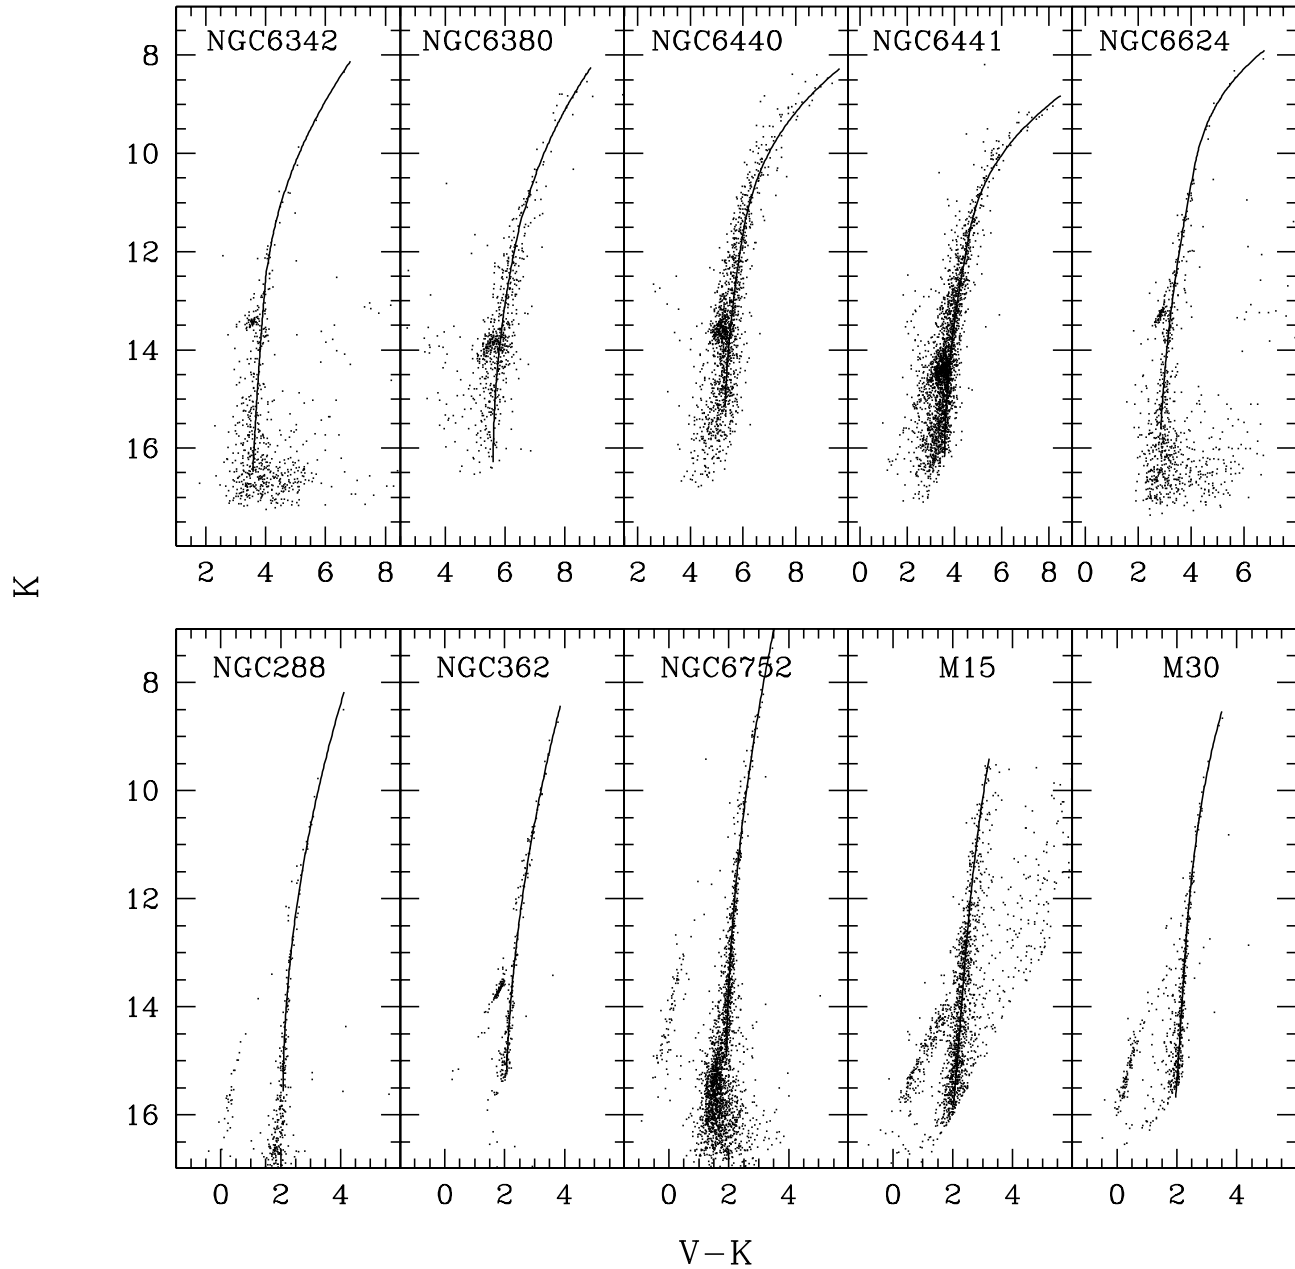 NGC6342 NGC6380 NGC6440 NGC6441 NGC6624
8
10
12
14
16
2 4 6 8 4 6 8 2 4 6 8 0 2 4 6 8 0 2 4 6
K
NGC288 NGC362 NGC6752 M15 M30
8
10
12
14
16
0 2 4 0 2 4 0 2 4 0 2 4 0 2 4
V−K